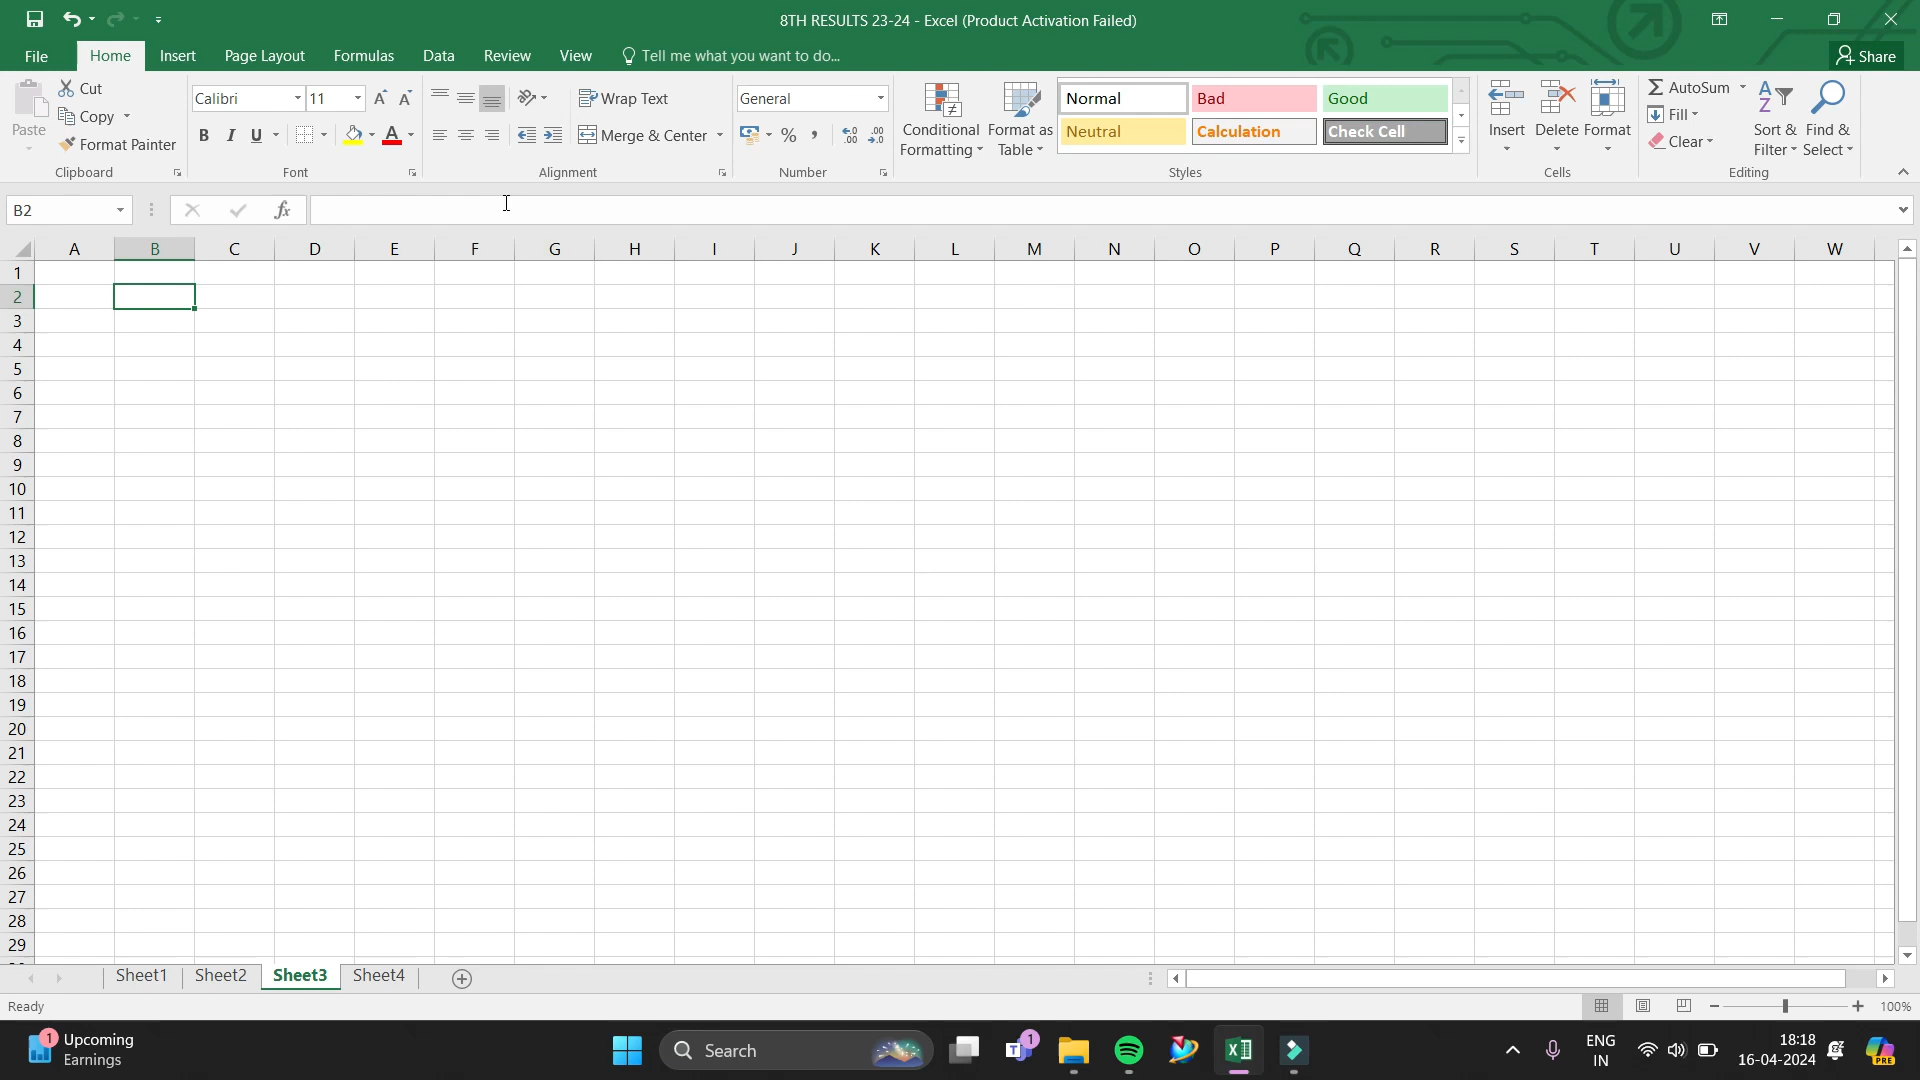 8TH RESULTS 23-24 - Excel (Product Activation Failed)
File Home Insert Page Layout Formulas Data Review View Tell me what you want to do... Share
Paste Cut Copy Format Painter Clipboard
Calibri 11 B I U A Font
Wrap Text Merge & Center Alignment
General % , Number
Conditional Formatting Format as Table
Normal Bad Good
Neutral Calculation Check Cell
Styles
Insert Delete Format Cells
AutoSum Fill Clear Sort & Filter Find & Select Editing
B2 fx
A B C D E F G H I J K L M N O P Q R S T U V W
1
2
3
4
5
6
7
8
9
10
11
12
13
14
15
16
17
18
19
20
21
22
23
24
25
26
27
28
29
Sheet1 Sheet2 Sheet3 Sheet4
Ready 100%
1 Upcoming Earnings Search 1 ENG IN 18:18 16-04-2024 PRE